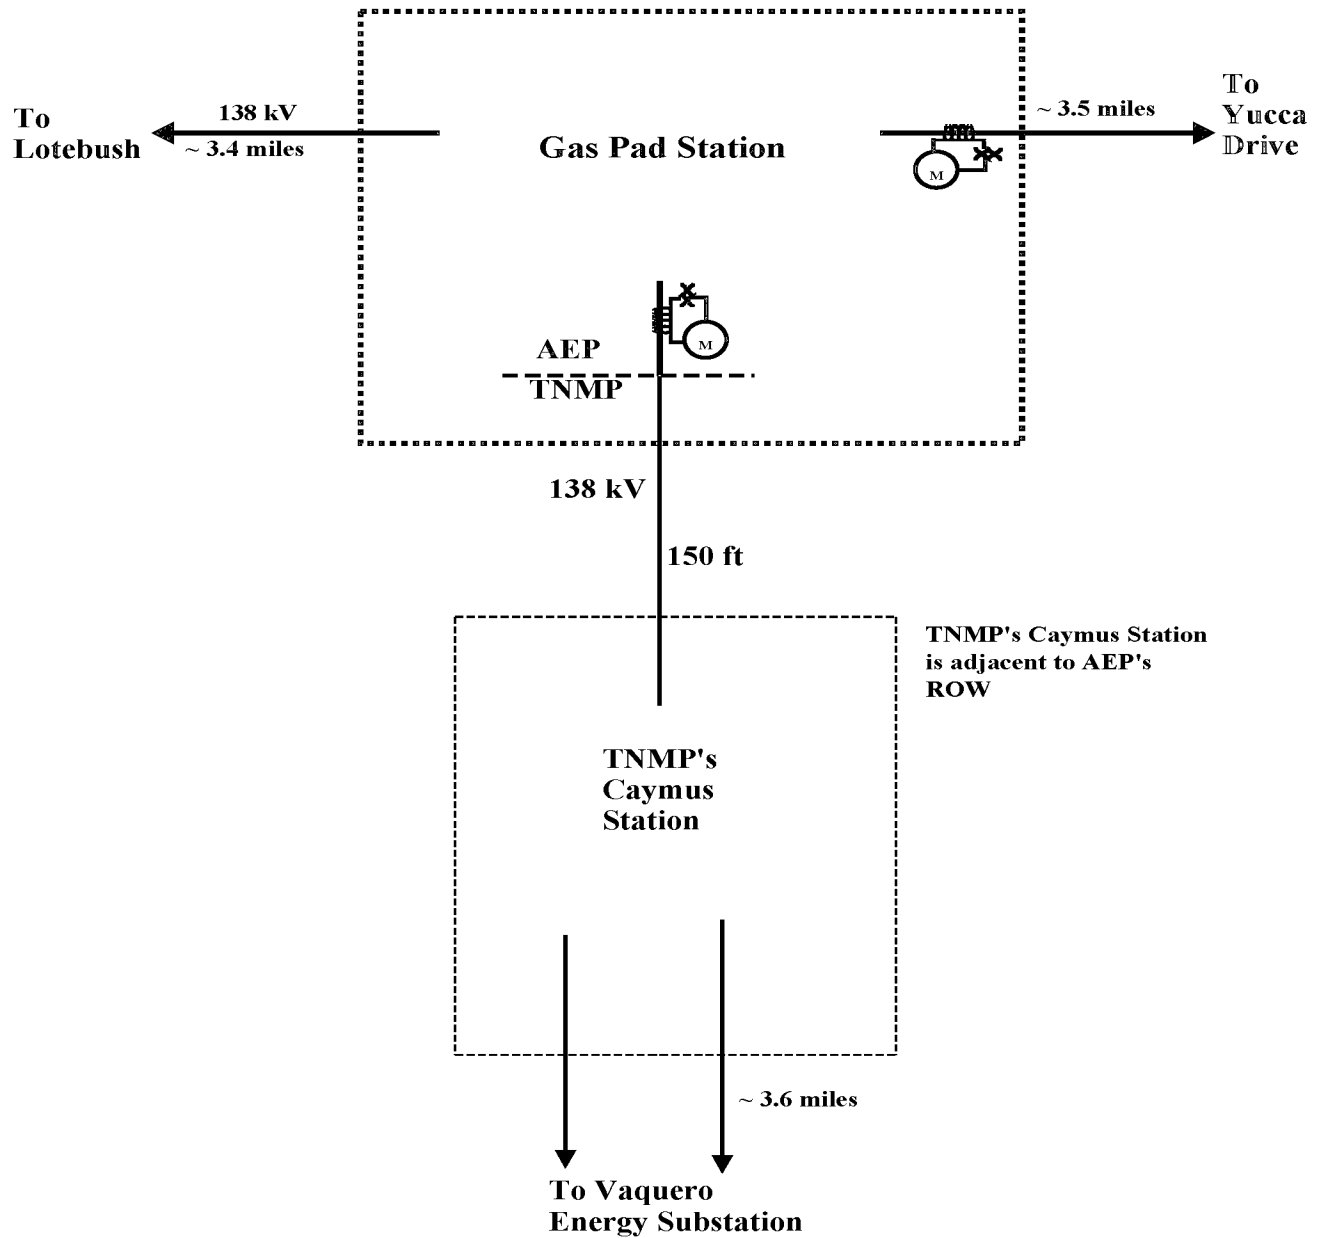 To
Lotebush
138 kV
~ 3.4 miles
Gas Pad Station
~ 3.5 miles
To
Yucca
Drive
M
M
AEP
TNMP
138 kV
150 ft
TNMP's Caymus Station
is adjacent to AEP's
ROW
TNMP's
Caymus
Station
~ 3.6 miles
To Vaquero
Energy Substation